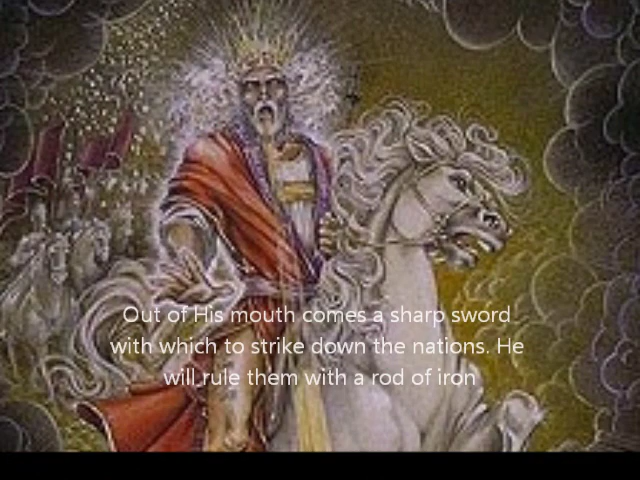 Out of His mouth comes a sharp sword
with which to strike down the nations. He
will rule them with a rod of iron